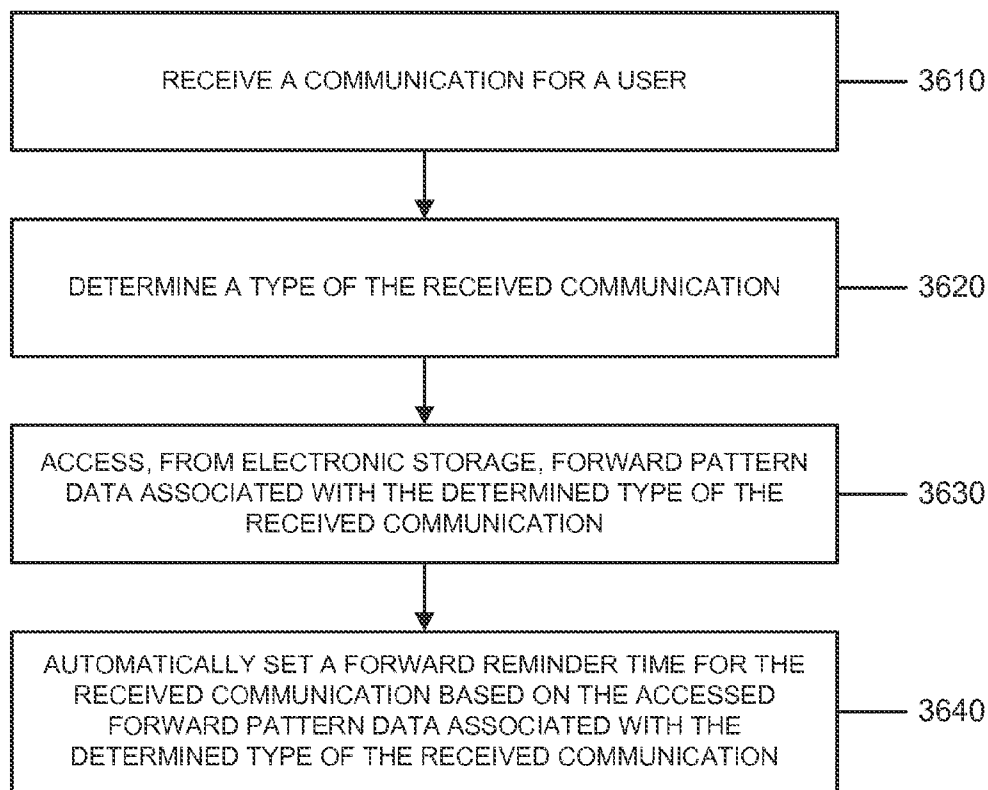 RECEIVE A COMMUNICATION FOR A USER
3610
DETERMINE A TYPE OF THE RECEIVED COMMUNICATION
3620
ACCESS, FROM ELECTRONIC STORAGE, FORWARD PATTERN
DATA ASSOCIATED WITH THE DETERMINED TYPE OF THE
RECEIVED COMMUNICATION
3630
AUTOMATICALLY SET A FORWARD REMINDER TIME FOR THE
RECEIVED COMMUNICATION BASED ON THE ACCESSED
FORWARD PATTERN DATA ASSOCIATED WITH THE
DETERMINED TYPE OF THE RECEIVED COMMUNICATION
3640